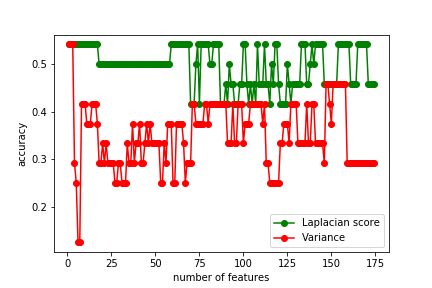 0.5
0.4
0.3
0.2
accuracy
0 25 50 75 100 125 150 175
number of features
Laplacian score
Variance